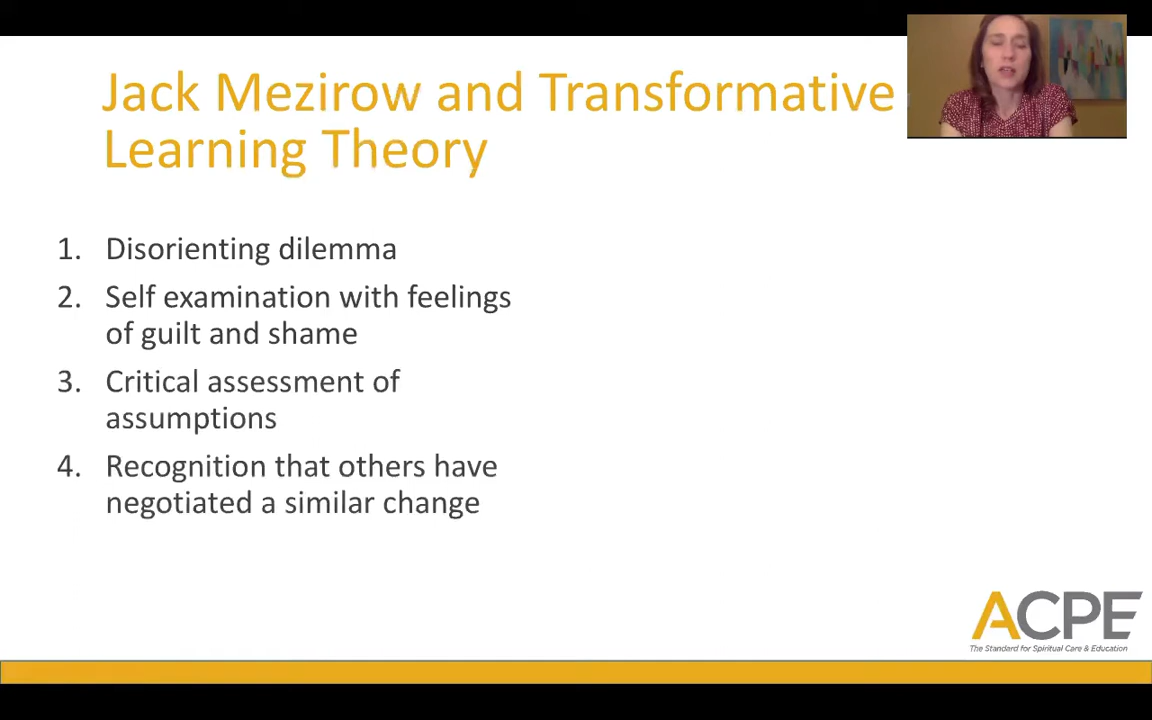 Jack Mezirow and Transformative
Learning Theory
1. Disorienting dilemma
2. Self examination with feelings
of guilt and shame
3. Critical assessment of
assumptions
4. Recognition that others have
negotiated a similar change
ACPE
The Standard for Spiritual Care & Education